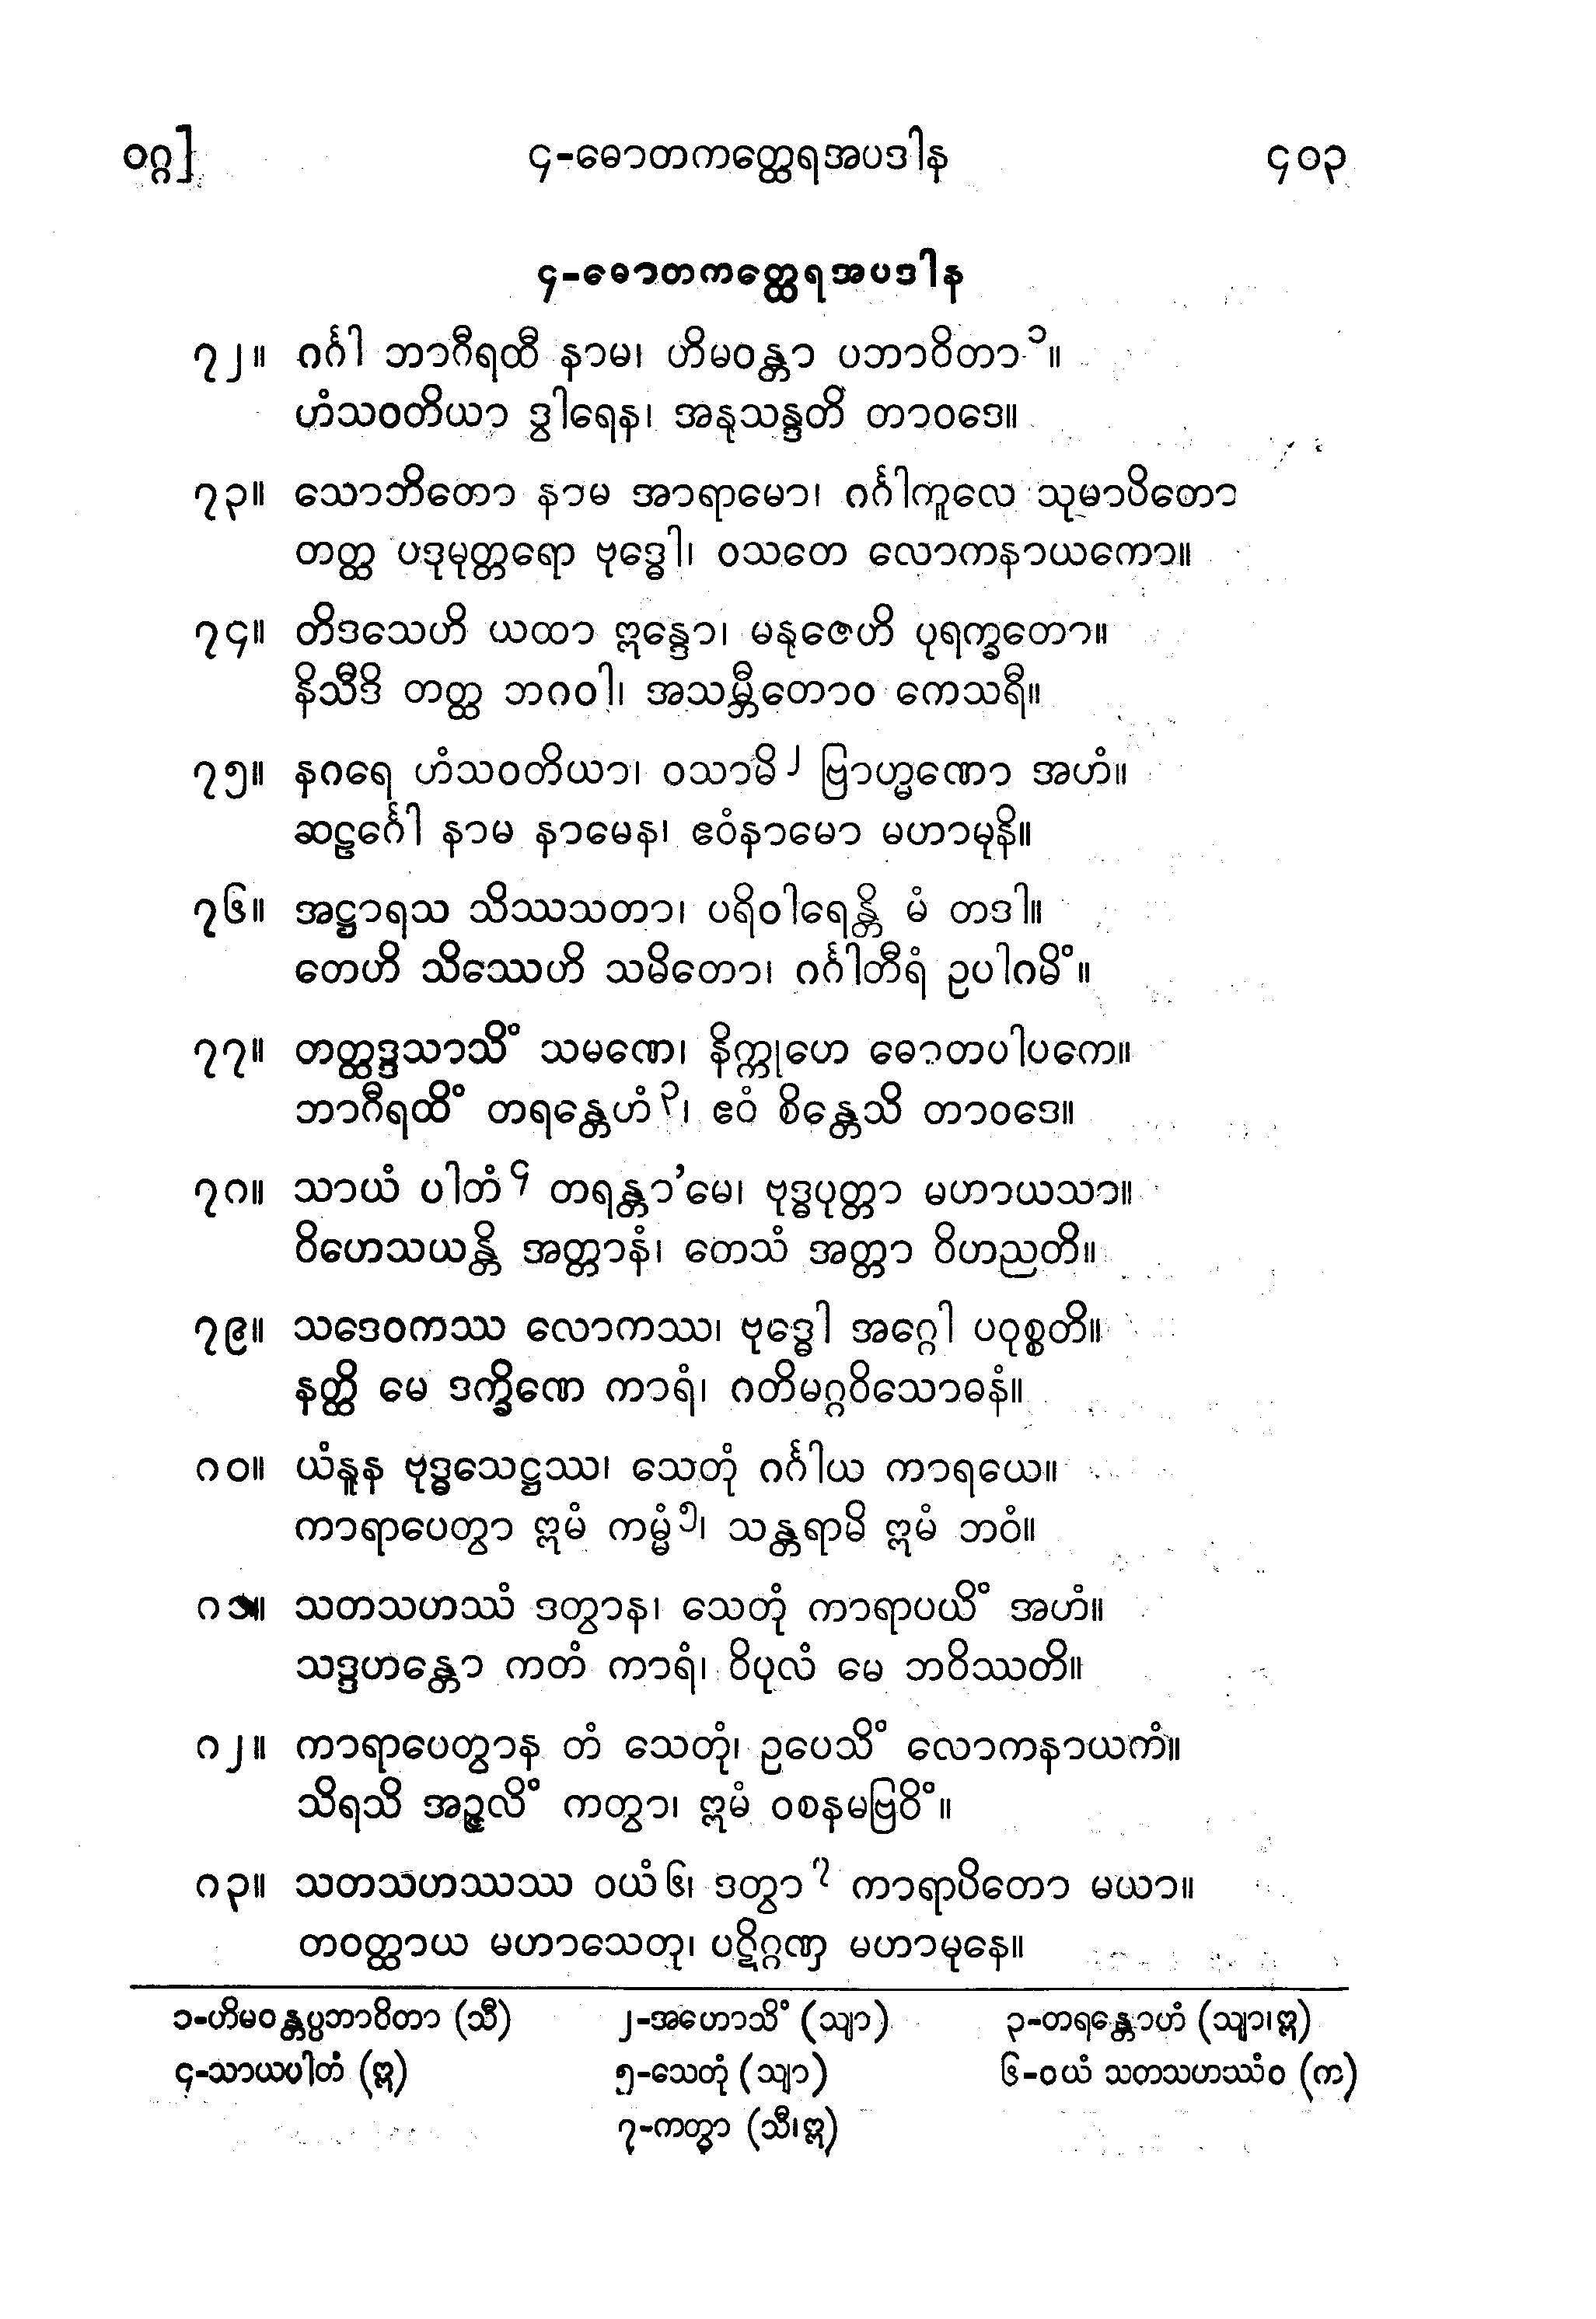 ဝဂ္ဂ] ၄-ဓောတကတ္ထေရအပဒါန ၄၀၃
၄-ဓောတကတ္ထေရအပဒါန
၇၂။ ဂင်္ဂါ ဘာဂီရထီ နာမ၊ ဟိမဝန္တာ ပဘာဝိတာ၁။
ဟံသဝတိယာ ဒွါရေန၊ အနုသန္ဒတိ တာဝဒေ။
၇၃။ သောဘိတော နာမ အာရာမော၊ ဂင်္ဂါကူလေ သုမာပိတော
တတ္ထ ပဒုမုတ္တရော ဗုဒ္ဓေါ၊ ဝသတေ လောကနာယကော။
၇၄။ တိဒသေဟိ ယထာ ဣန္ဒော၊ မနုဇေဟိ ပုရက္ခတော။
နိသီဒိ တတ္ထ ဘဂဝါ၊ အသမ္ဘီတောဝ ကေသရီ။
၇၅။ နဂရေ ဟံသဝတိယာ၊ ဝသာမိ၂ ဗြာဟ္မဏော အဟံ။
ဆဠင်္ဂေါ နာမ နာမေန၊ ဧဝံနာမော မဟာမုနိ။
၇၆။ အဋ္ဌာရသ သိဿသတာ၊ ပရိဝါရေန္တိ မံ တဒါ။
တေဟိ သိဿေဟိ သမိတော၊ ဂင်္ဂါတီရံ ဥပါဂမိံ။
၇၇။ တတ္ထဒ္ဒသာသိံ သမဏေ၊ နိက္ကုဟေ ဓောတပါပကေ။
ဘာဂီရထိံ တရန္တေဟံ၃၊ ဧဝံ စိန္တေသိ တာဝဒေ။
၇၈။ သာယံ ပါတံ၄ တရန္တာ’မေ၊ ဗုဒ္ဓပုတ္တာ မဟာယသာ။
ဝိဟေသယန္တိ အတ္တာနံ၊ တေသံ အတ္တာ ဝိဟညတိ။
၇၉။ သဒေဝကဿ လောကဿ၊ ဗုဒ္ဓေါ အဂ္ဂေါ ပဝုစ္စတိ။
နတ္ထိ မေ ဒက္ခိဏေ ကာရံ၊ ဂတိမဂ္ဂဝိသောဓနံ။
၈၀။ ယံနူန ဗုဒ္ဓသေဋ္ဌဿ၊ သေတုံ ဂင်္ဂါယ ကာရယေ။
ကာရာပေတွာ ဣမံ ကမ္မံ၅၊ သန္တရာမိ ဣမံ ဘဝံ။
၈၁။ သတသဟဿံ ဒတွာန၊ သေတုံ ကာရာပယိံ အဟံ။
သဒ္ဒဟန္တော ကတံ ကာရံ၊ ဝိပုလံ မေ ဘဝိဿတိ။
၈၂။ ကာရာပေတွာန တံ သေတုံ၊ ဥပေသိံ လောကနာယကံ။
သိရသိ အဉ္ဇလိံ ကတွာ၊ ဣမံ ဝစနမဗြဝိံ။
၈၃။ သတသဟဿဿ ဝယံ၆၊ ဒတွာ၇ ကာရာပိတော မယာ။
တဝတ္ထာယ မဟာသေတု၊ ပဋိဂ္ဂဏှ မဟာမုနေ။
၁-ဟိမဝန္တပ္ပဘာဝိတာ (သီ) ၂-အဟောသိံ (သျာ) ၃-တရန္တောဟံ (သျာ၊ဣ)
၄-သာယပါတံ (ဣ) ၅-သေတုံ (သျာ) ၆-ဝယံ သတသဟဿံဝ (က)
၇-ကတွာ (သီ၊ဣ)